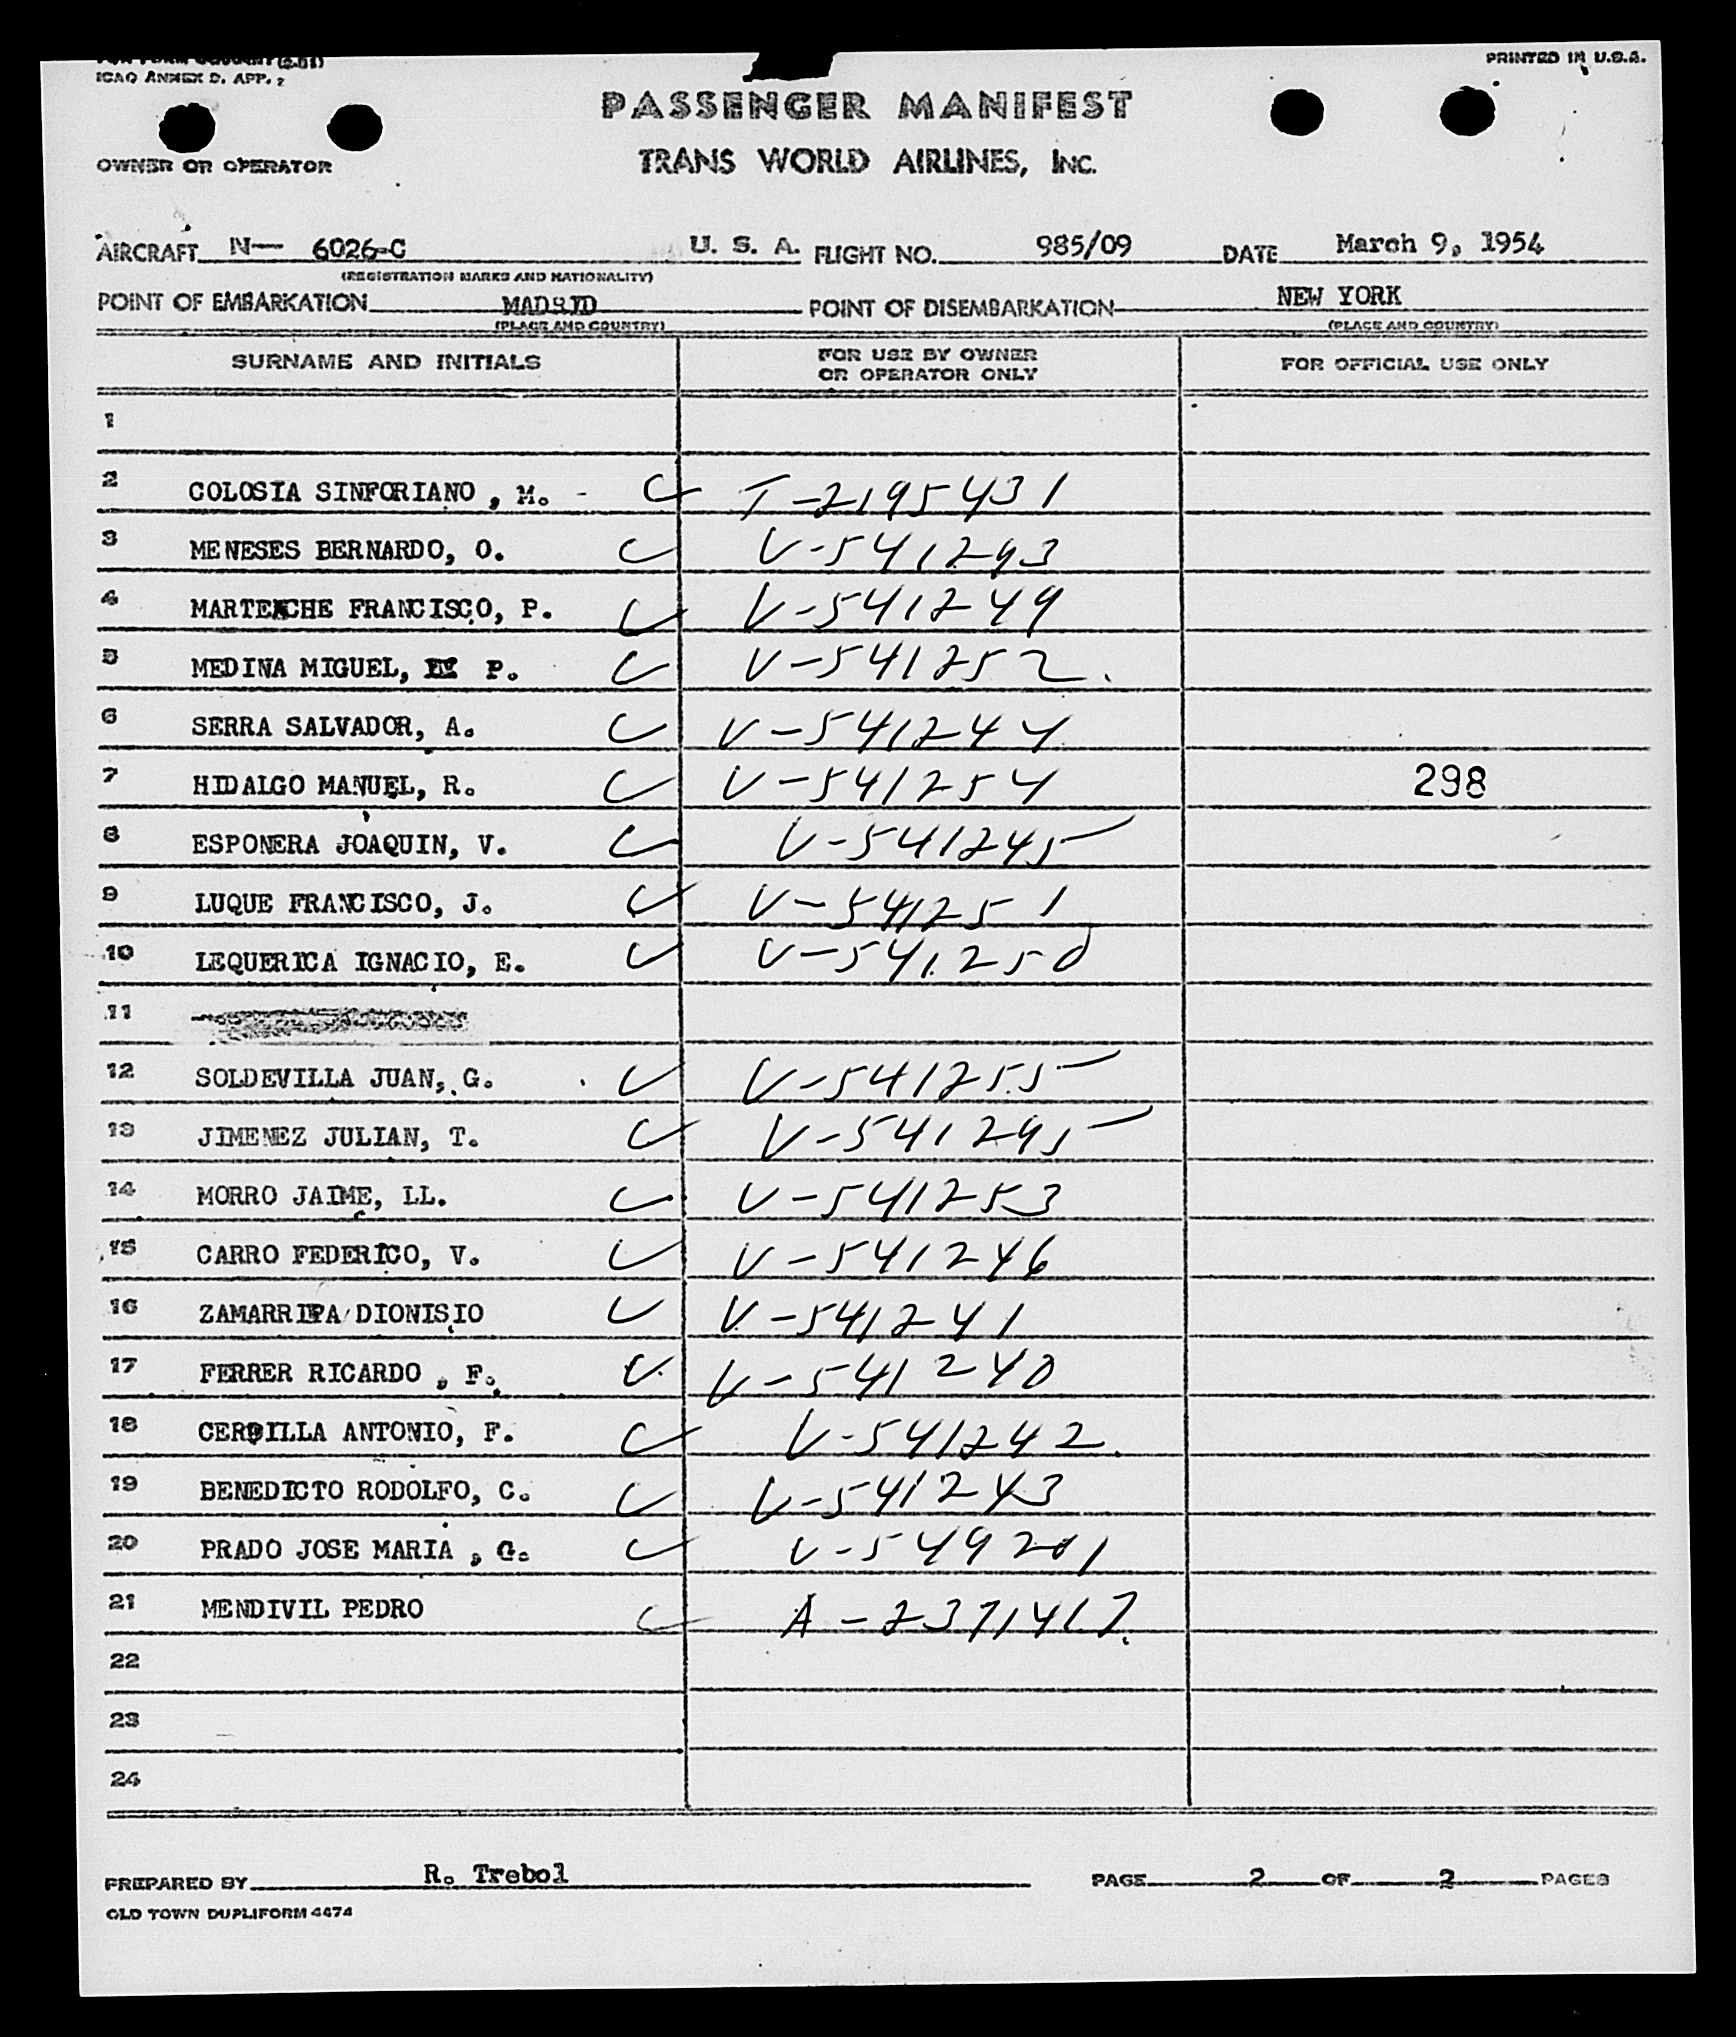 ICAO ANNEX D. APP. 2
PRINTED IN U.S.A.
PASSENGER MANIFEST
OWNER OR OPERATOR
TRANS WORLD AIRLINES, INC.
AIRCRAFT N— 6026-C U. S. A. FLIGHT NO. 985/09 DATE March 9, 1954
(REGISTRATION MARKS AND NATIONALITY)
POINT OF EMBARKATION MADRID POINT OF DISEMBARKATION NEW YORK
(PLACE AND COUNTRY) (PLACE AND COUNTRY)
SURNAME AND INITIALS FOR USE BY OWNER OR OPERATOR ONLY FOR OFFICIAL USE ONLY
1
2 COLOSIA SINFORIANO , M. - T-2195431
3 MENESES BERNARDO, O. V-541293
4 MARTENCHE FRANCISCO, P. V-541249
5 MEDINA MIGUEL, P. V-541252.
6 SERRA SALVADOR, A. V-541244
7 HIDALGO MANUEL, R. V-541254 298
8 ESPONERA JOAQUIN, V. V-541245
9 LUQUE FRANCISCO, J. V-541251
10 LEQUERICA IGNACIO, E. V-541250
11
12 SOLDEVILLA JUAN, G. V-541255
13 JIMENEZ JULIAN, T. V-541295
14 MORRO JAIME, LL. V-541253
15 CARRO FEDERICO, V. V-541246
16 ZAMARRIPA DIONISIO V-541241
17 FERRER RICARDO , F. V-541240
18 CERDILLA ANTONIO, F. V-541242.
19 BENEDICTO RODOLFO, C. V-541243
20 PRADO JOSE MARIA , G. V-549201
21 MENDIVIL PEDRO A-2371417.
22
23
24
PREPARED BY R. Trebol PAGE 2 OF 2 PAGES
OLD TOWN DUPLIFORM 4474